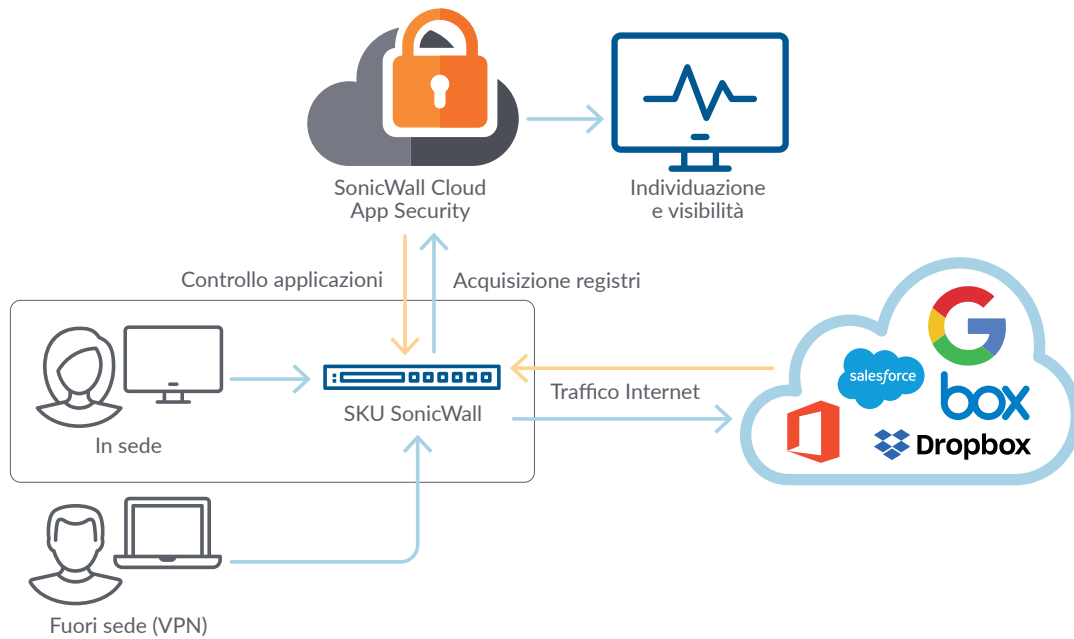 SonicWall Cloud
App Security
Individuazione
e visibilità
Controllo applicazioni
Acquisizione registri
In sede
SKU SonicWall
Traffico Internet
salesforce
box
Dropbox
Fuori sede (VPN)